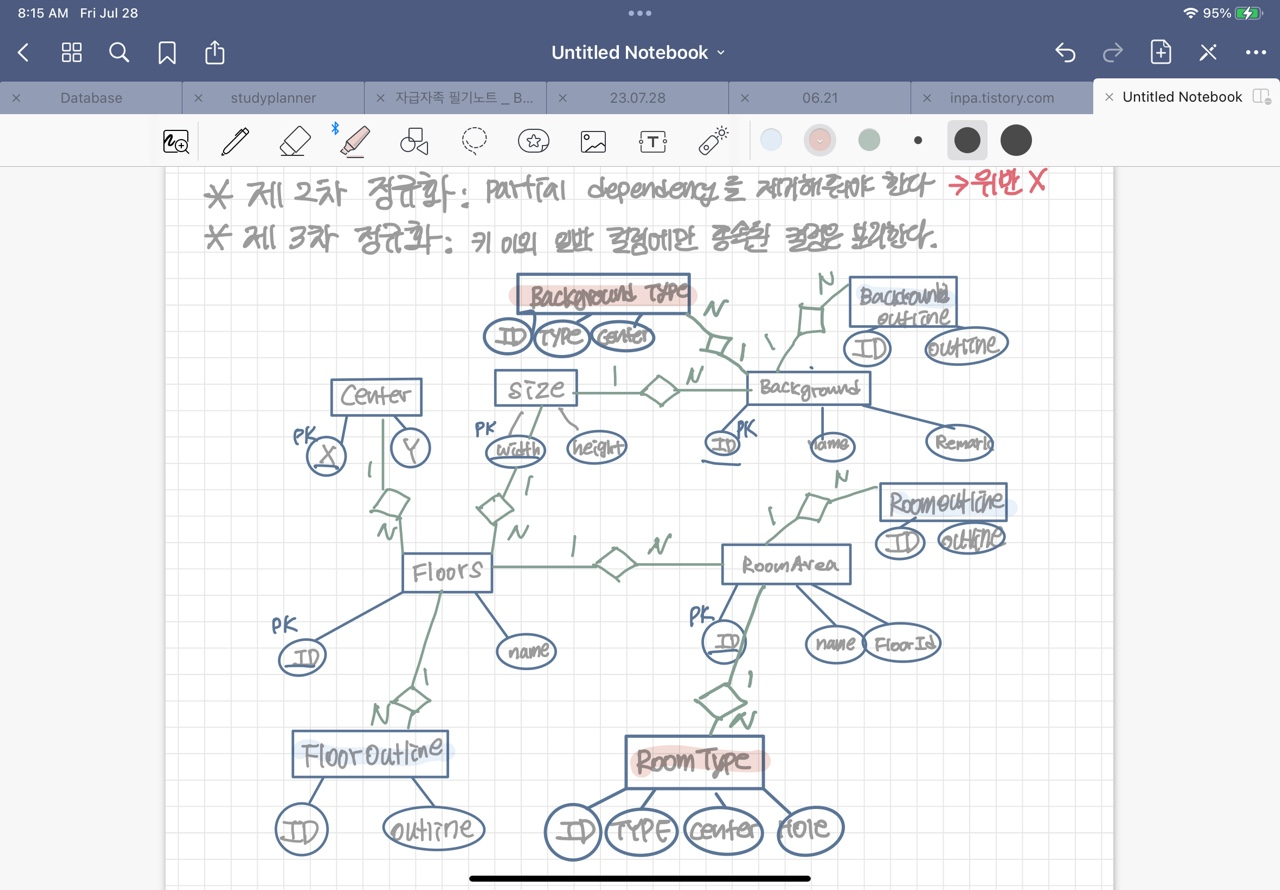 8:15 AM Fri Jul 28
95%
Untitled Notebook
Database
studyplanner
자급자족 필기노트 _ B...
23.07.28
06.21
inpa.tistory.com
Untitled Notebook
* 제 2차 정규화 : Partial dependency를 제거해줘야 한다 → 위반 X
* 제 3차 정규화 : 키 이외 일반 컬럼에만 종속된 컬럼은 분리한다.
Background TYPE
ID TYPE Center
N
1
N
1
Background outline
ID outline
Center
PK
X Y
1
N
Size
1 N
PK
width height
1
N
Background
PK
ID name Remark
Floors
1 N
PK
ID name
RoomArea
1
N
Roomoutline
ID outline
PK
ID name FloorId
1
N
1
N
FloorOutline
ID outline
RoomType
ID TYPE Center Hole